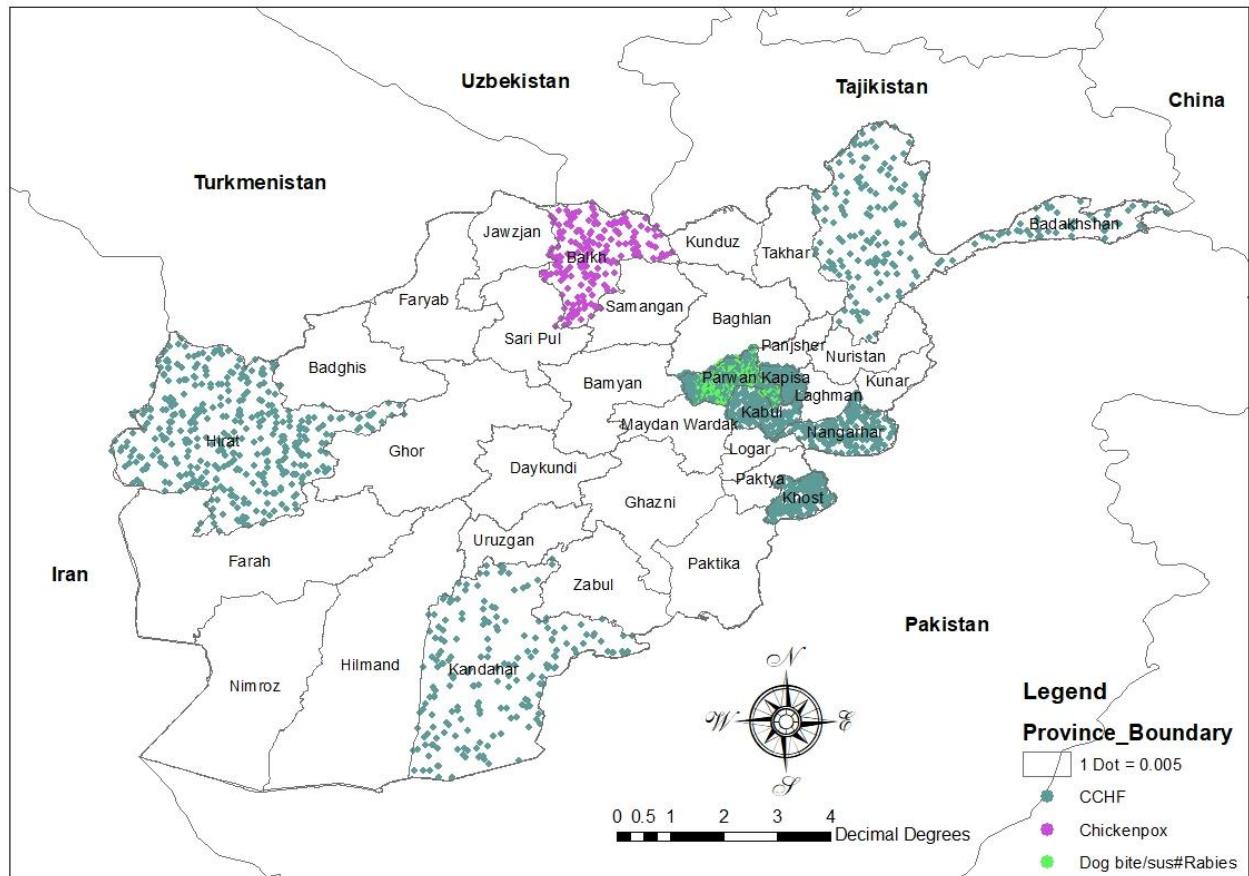 Uzbekistan
Tajikistan
China
Turkmenistan
Badakhshan
Jawzjan
Kunduz
Takhar
Balkh
Faryab
Samangan
Baghlan
Sari Pul
Panjsher
Nuristan
Badghis
Bamyan
Parwan Kapisa
Kunar
Laghman
Kabul
Maydan Wardak
Nangarhar
Hirat
Ghor
Logar
Daykundi
Paktya
Ghazni
Khost
Uruzgan
Farah
Paktika
Iran
Zabul
Pakistan
Hilmand
Kandahar
Nimroz
N
W
E
S
Legend
Province_Boundary
1 Dot = 0.005
CCHF
Chickenpox
Dog bite/sus#Rabies
0 0.5 1 2 3 4
Decimal Degrees